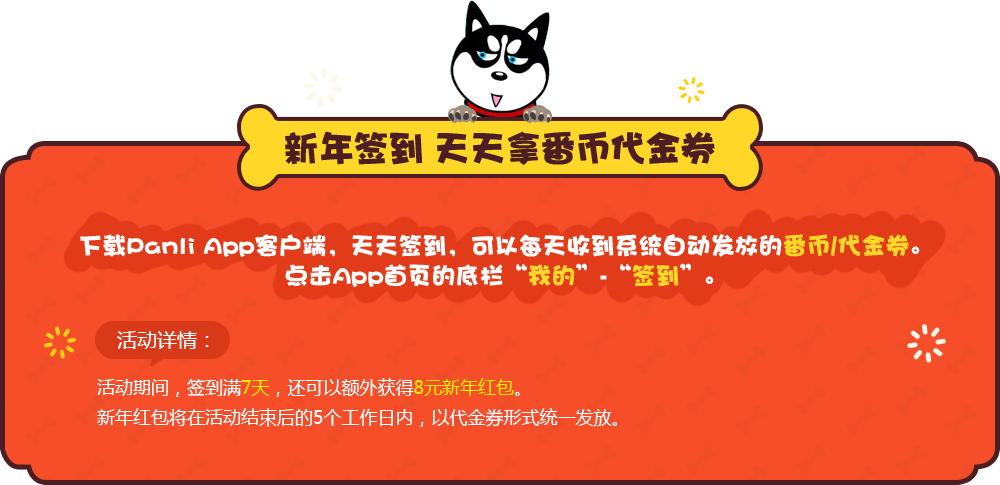 新年签到 天天拿番币代金券
下载Panli App客户端，天天签到，可以每天收到系统自动发放的番币/代金券。
点击App首页的底栏“我的”-“签到”。
活动详情：
活动期间，签到满7天，还可以额外获得8元新年红包。
新年红包将在活动结束后的5个工作日内，以代金券形式统一发放。